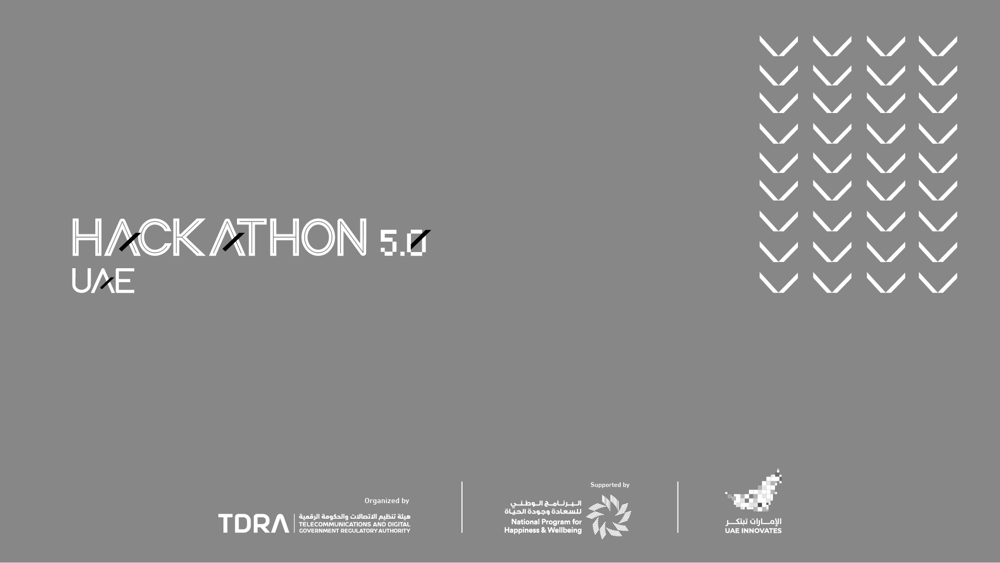 HACKATHON 5.0
UAE
Organized by
TDRA
هيئة تنظيم الاتصالات والحكومة الرقمية
TELECOMMUNICATIONS AND DIGITAL
GOVERNMENT REGULATORY AUTHORITY
Supported by
البرنامج الوطني
للسعادة وجودة الحياة
National Program for
Happiness & Wellbeing
الإمارات تبتكر
UAE INNOVATES